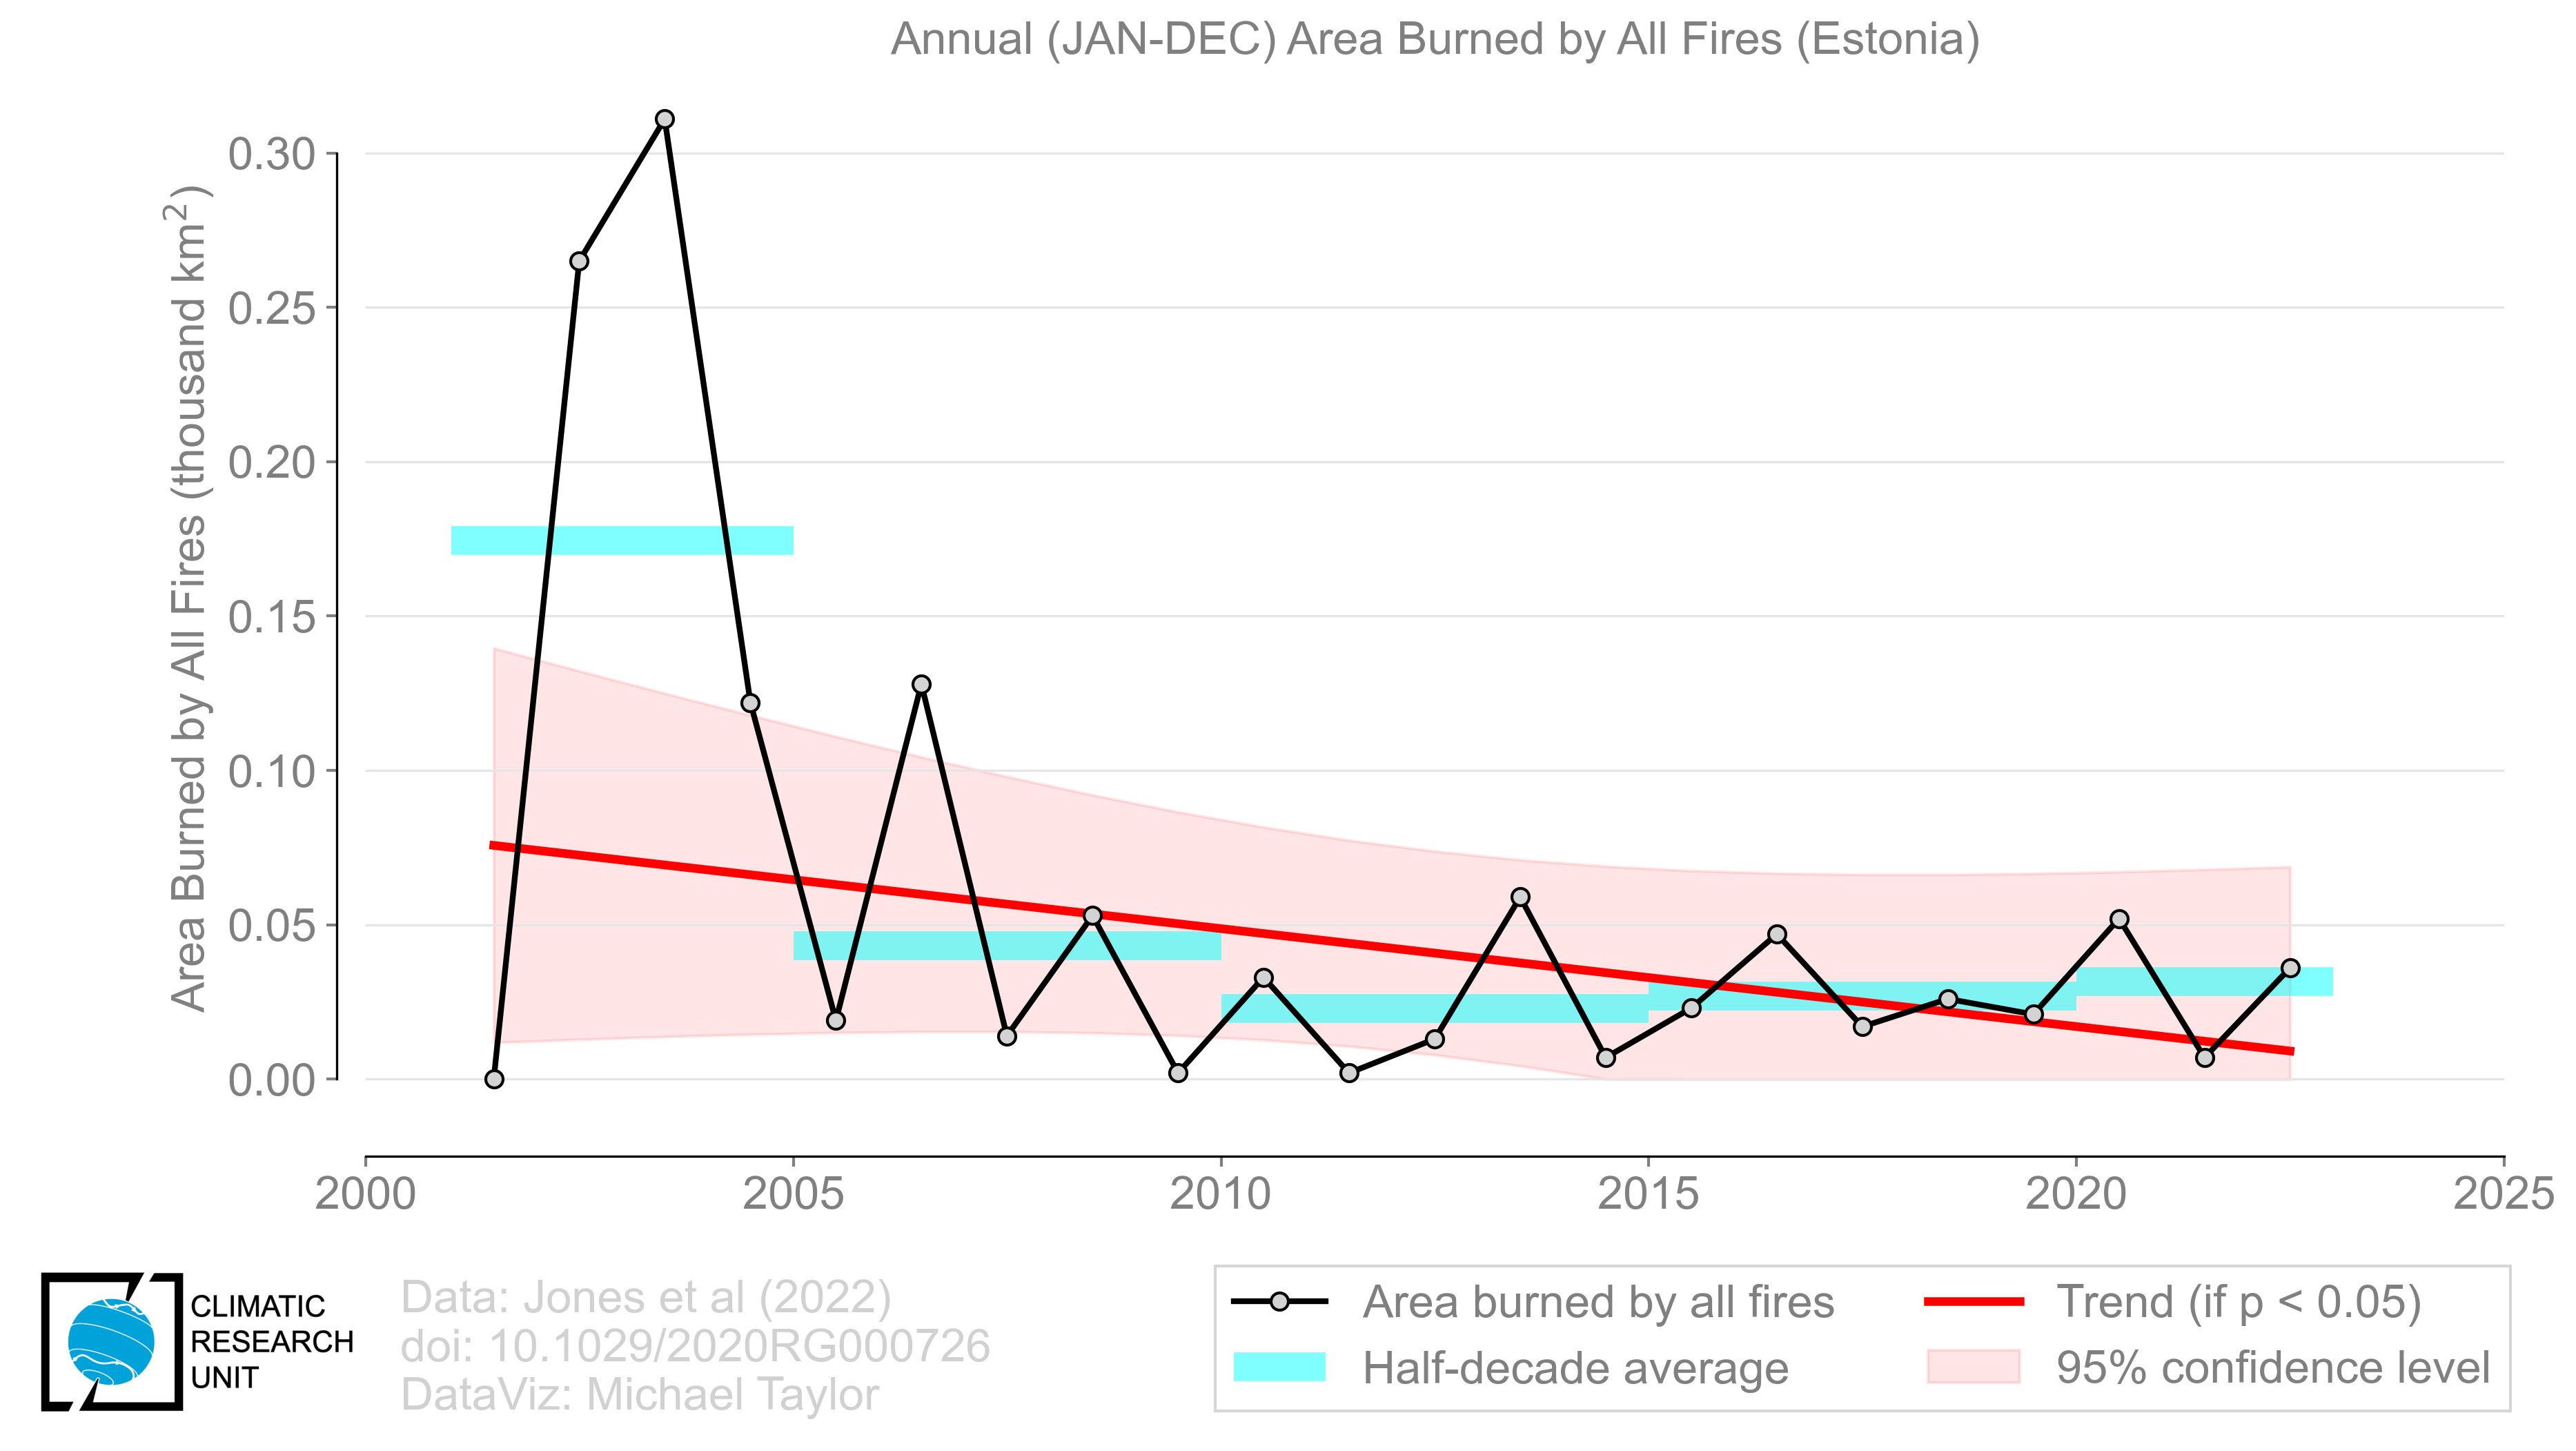 Annual (JAN-DEC) Area Burned by All Fires (Estonia)
Area Burned by All Fires (thousand km²)
0.30
0.25
0.20
0.15
0.10
0.05
0.00
2000 2005 2010 2015 2020 2025
CLIMATIC
RESEARCH
UNIT
Data: Jones et al (2022)
doi: 10.1029/2020RG000726
DataViz: Michael Taylor
Area burned by all fires
Half-decade average
Trend (if p < 0.05)
95% confidence level